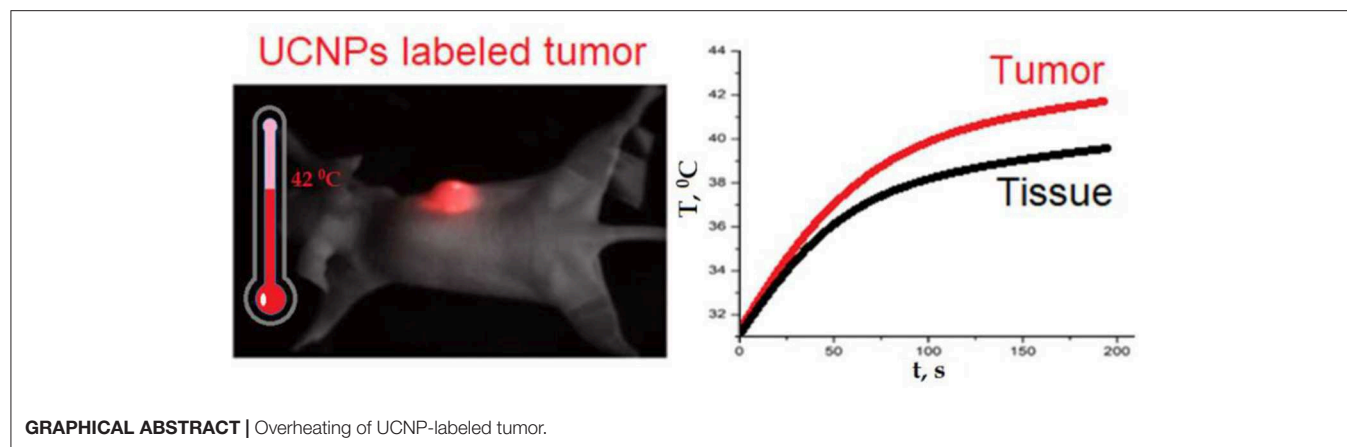 UCNPs labeled tumor
42 ⁰C
T, ⁰C
44
42
40
38
36
34
32
Tumor
Tissue
0
50
100
150
200
t, s
GRAPHICAL ABSTRACT | Overheating of UCNP-labeled tumor.